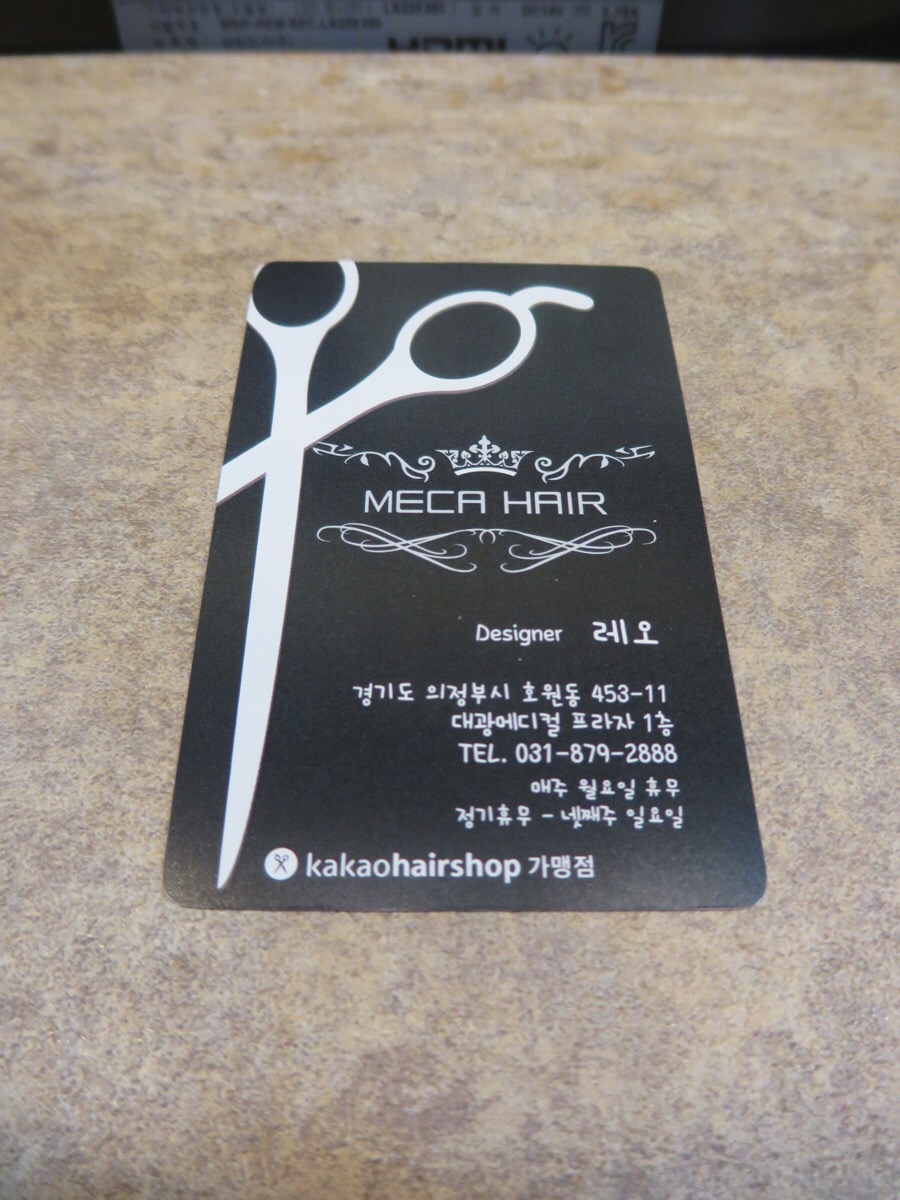 HDMI
MECA HAIR
Designer 레오
경기도 의정부시 호원동 453-11
대광메디컬 프라자 1층
TEL. 031-879-2888
매주 월요일 휴무
정기휴무 - 넷째주 일요일
kakaohairshop 가맹점